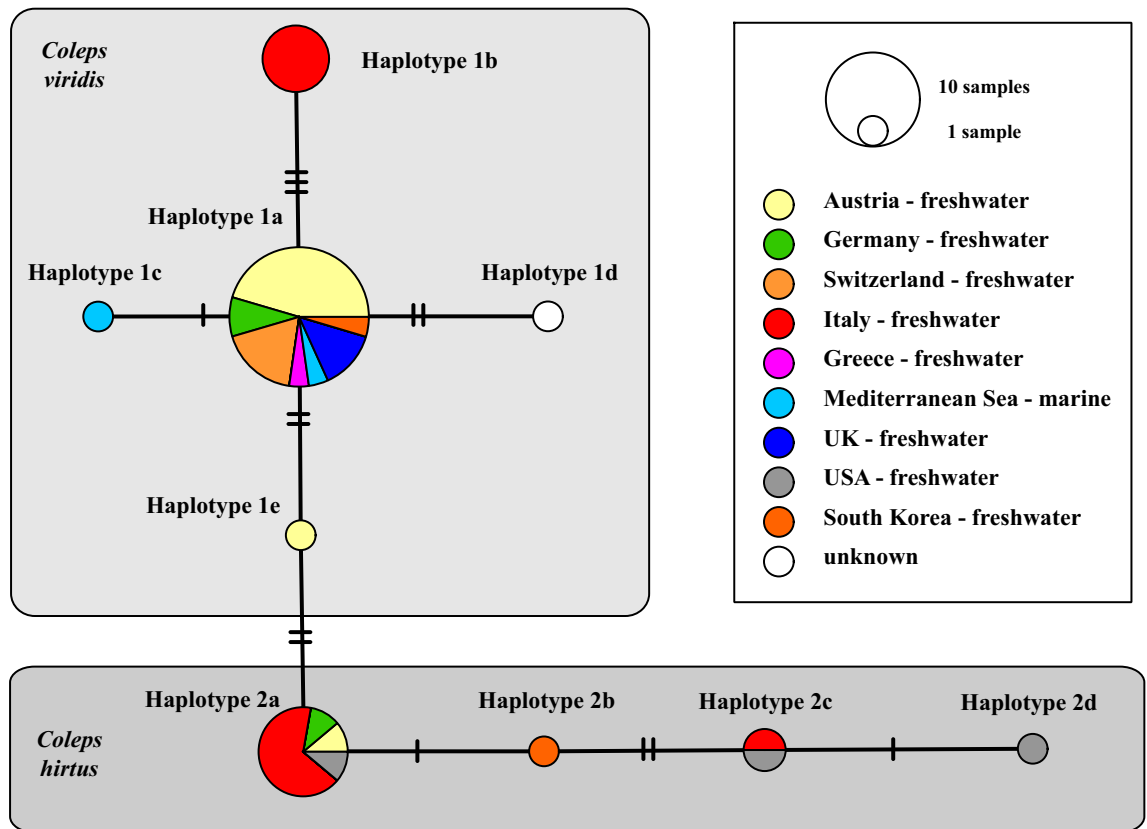 Coleps
viridis
Haplotype 1b
Haplotype 1a
Haplotype 1c
Haplotype 1d
Haplotype 1e
Haplotype 2a
Haplotype 2b
Haplotype 2c
Haplotype 2d
Coleps
hirtus
10 samples
1 sample
Austria - freshwater
Germany - freshwater
Switzerland - freshwater
Italy - freshwater
Greece - freshwater
Mediterranean Sea - marine
UK - freshwater
USA - freshwater
South Korea - freshwater
unknown